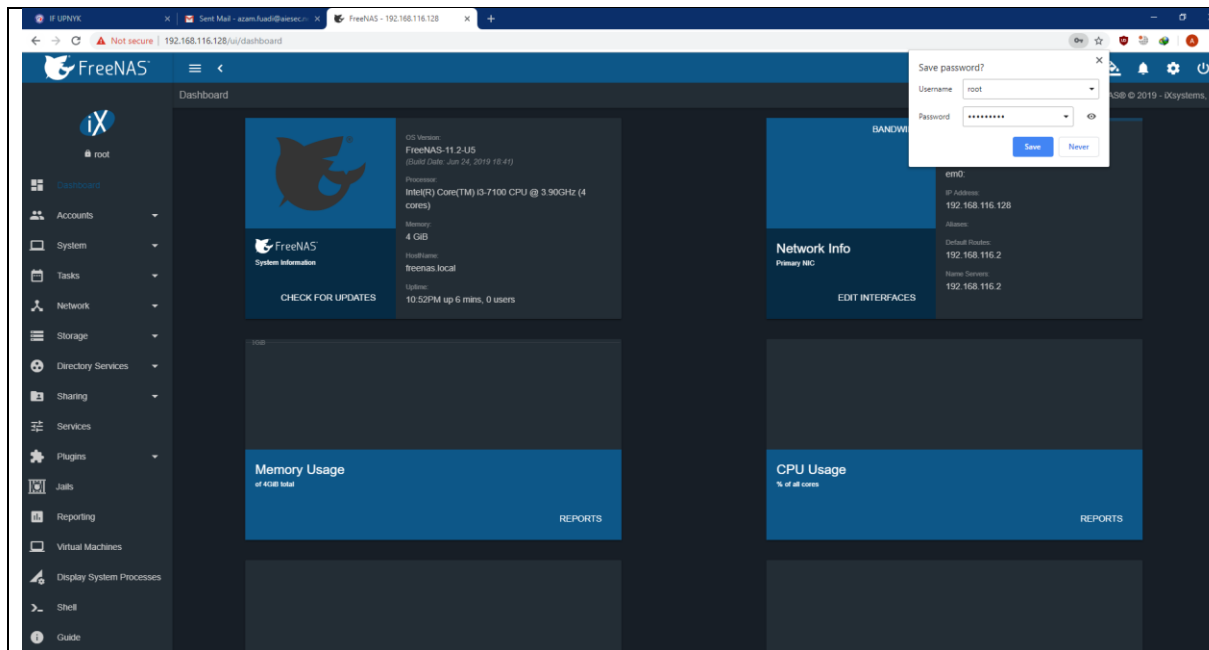 IF UPNYK
Sent Mail - azam.fuadi@aiesec.n
FreeNAS - 192.168.116.128
Not secure
192.168.116.128/ui/dashboard
FreeNAS
Dashboard
AS® © 2019 - iXsystems,
Save password?
Username
root
Password
•••••••••
Save
Never
iX
root
Dashboard
Accounts
System
Tasks
Network
Storage
Directory Services
Sharing
Services
Plugins
Jails
Reporting
Virtual Machines
Display System Processes
Shell
Guide
FreeNAS
System Information
CHECK FOR UPDATES
OS Version:
FreeNAS-11.2-U5
(Build Date: Jun 24, 2019 18:41)
Processor:
Intel(R) Core(TM) i3-7100 CPU @ 3.90GHz (4
cores)
Memory:
4 GiB
HostName:
freenas.local
Uptime:
10:52PM up 6 mins, 0 users
BANDWI
Network Info
Primary NIC
EDIT INTERFACES
em0:
IP Address:
192.168.116.128
Aliases:
Default Routes:
192.168.116.2
Name Servers:
192.168.116.2
Memory Usage
of 4GiB total
REPORTS
CPU Usage
% of all cores
REPORTS